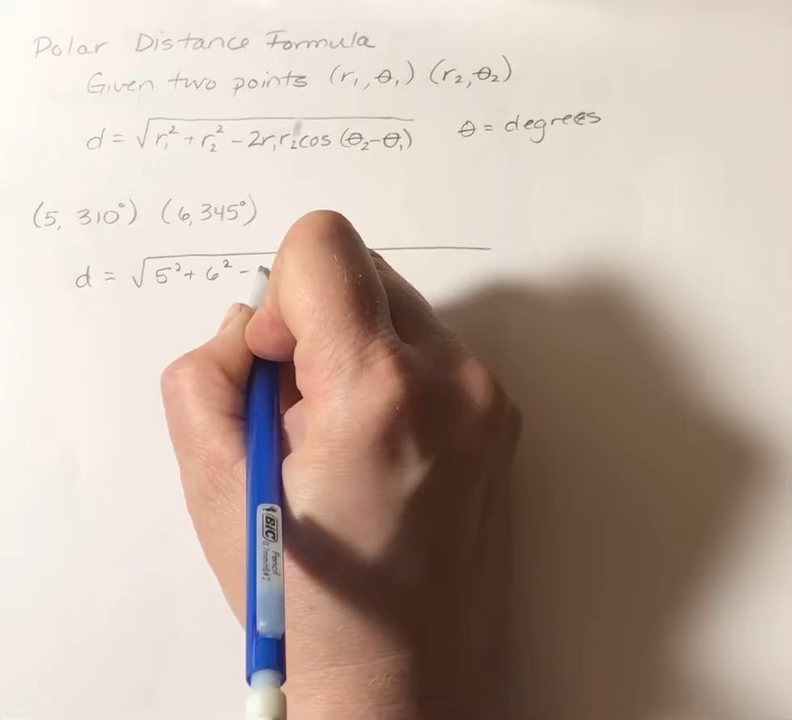 Polar Distance Formula
Given two points (r₁, θ₁) (r₂, θ₂)
d = √r₁² + r₂² - 2r₁r₂cos (θ₂-θ₁) θ = degrees
(5, 310°) (6, 345°)
d = √5² + 6² -
BIC
Pencil